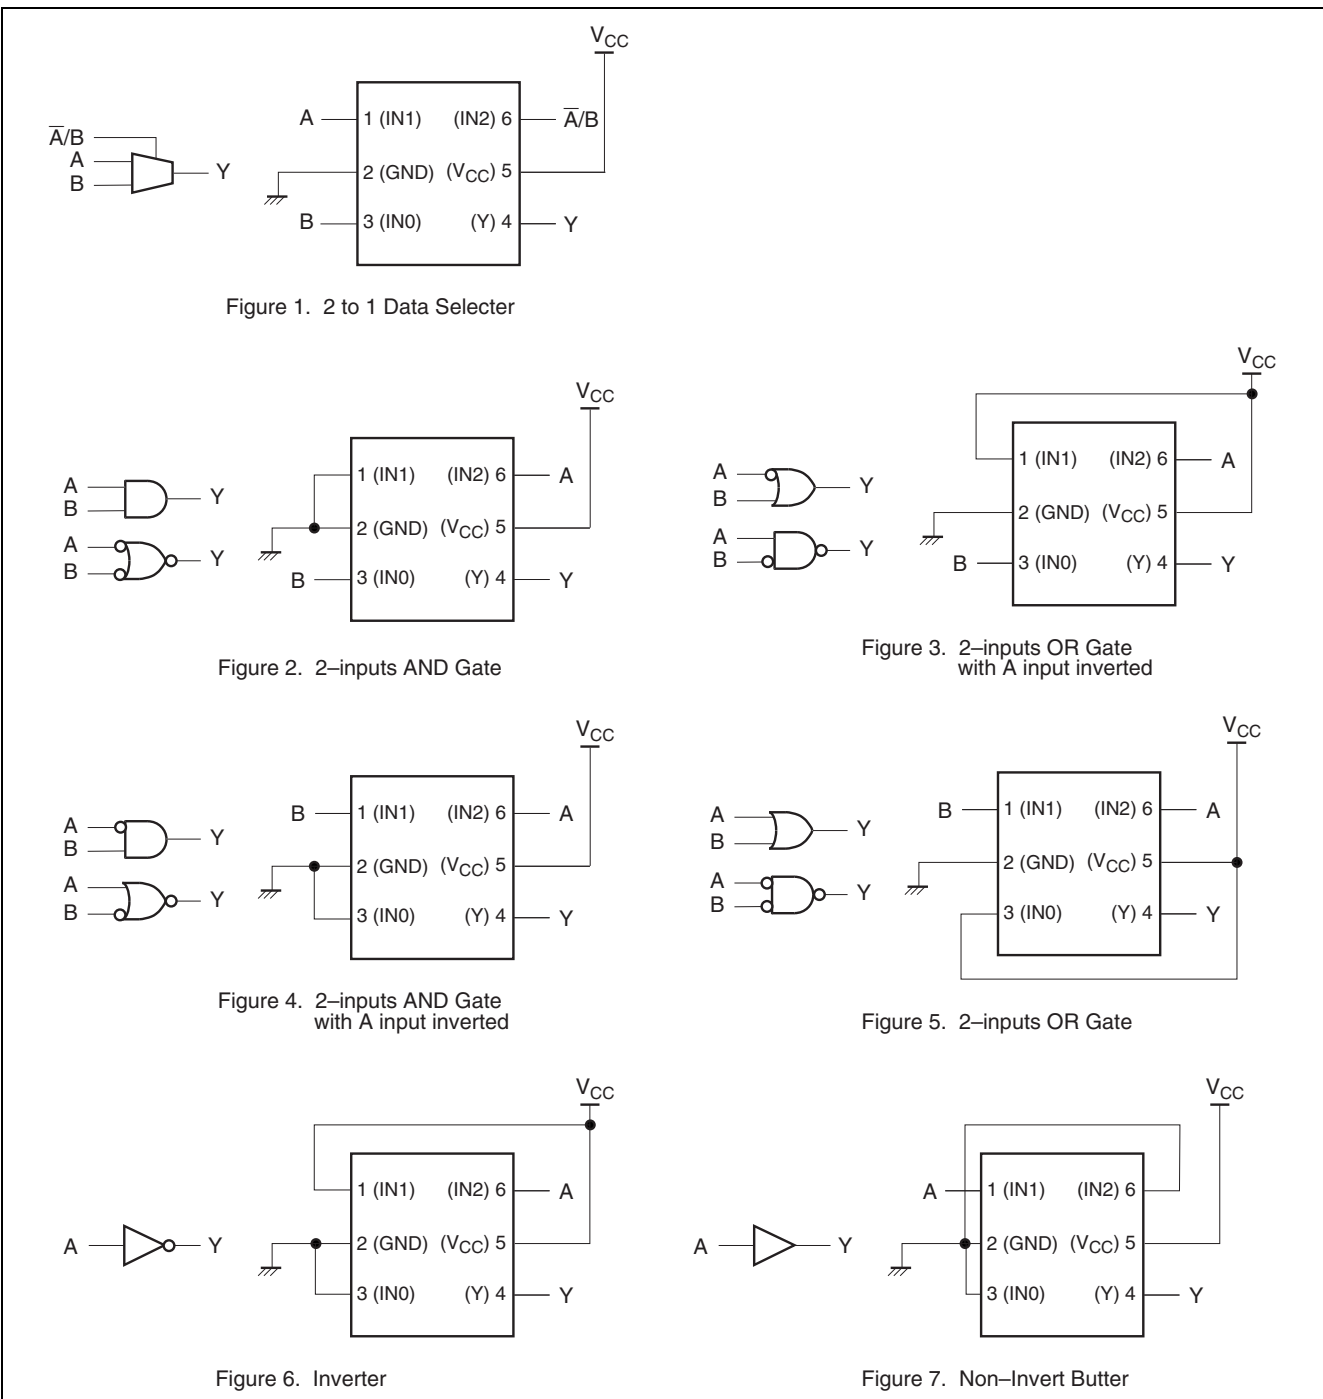 VCC
A 1 (IN1) (IN2) 6 A̅/B
A̅/B
A
B
Y
2 (GND) (VCC) 5
B 3 (IN0) (Y) 4 Y
Figure 1. 2 to 1 Data Selecter
VCC
A
B
Y
A
B
Y
1 (IN1) (IN2) 6 A
2 (GND) (VCC) 5
B 3 (IN0) (Y) 4 Y
Figure 2. 2–inputs AND Gate
VCC
A
B
Y
A
B
Y
1 (IN1) (IN2) 6 A
2 (GND) (VCC) 5
B 3 (IN0) (Y) 4 Y
Figure 3. 2–inputs OR Gate
with A input inverted
VCC
A
B
Y
A
B
Y
B 1 (IN1) (IN2) 6 A
2 (GND) (VCC) 5
3 (IN0) (Y) 4 Y
Figure 4. 2–inputs AND Gate
with A input inverted
VCC
A
B
Y
A
B
Y
B 1 (IN1) (IN2) 6 A
2 (GND) (VCC) 5
3 (IN0) (Y) 4 Y
Figure 5. 2–inputs OR Gate
VCC
A Y
1 (IN1) (IN2) 6 A
2 (GND) (VCC) 5
3 (IN0) (Y) 4 Y
Figure 6. Inverter
VCC
A Y
A 1 (IN1) (IN2) 6
2 (GND) (VCC) 5
3 (IN0) (Y) 4 Y
Figure 7. Non–Invert Butter